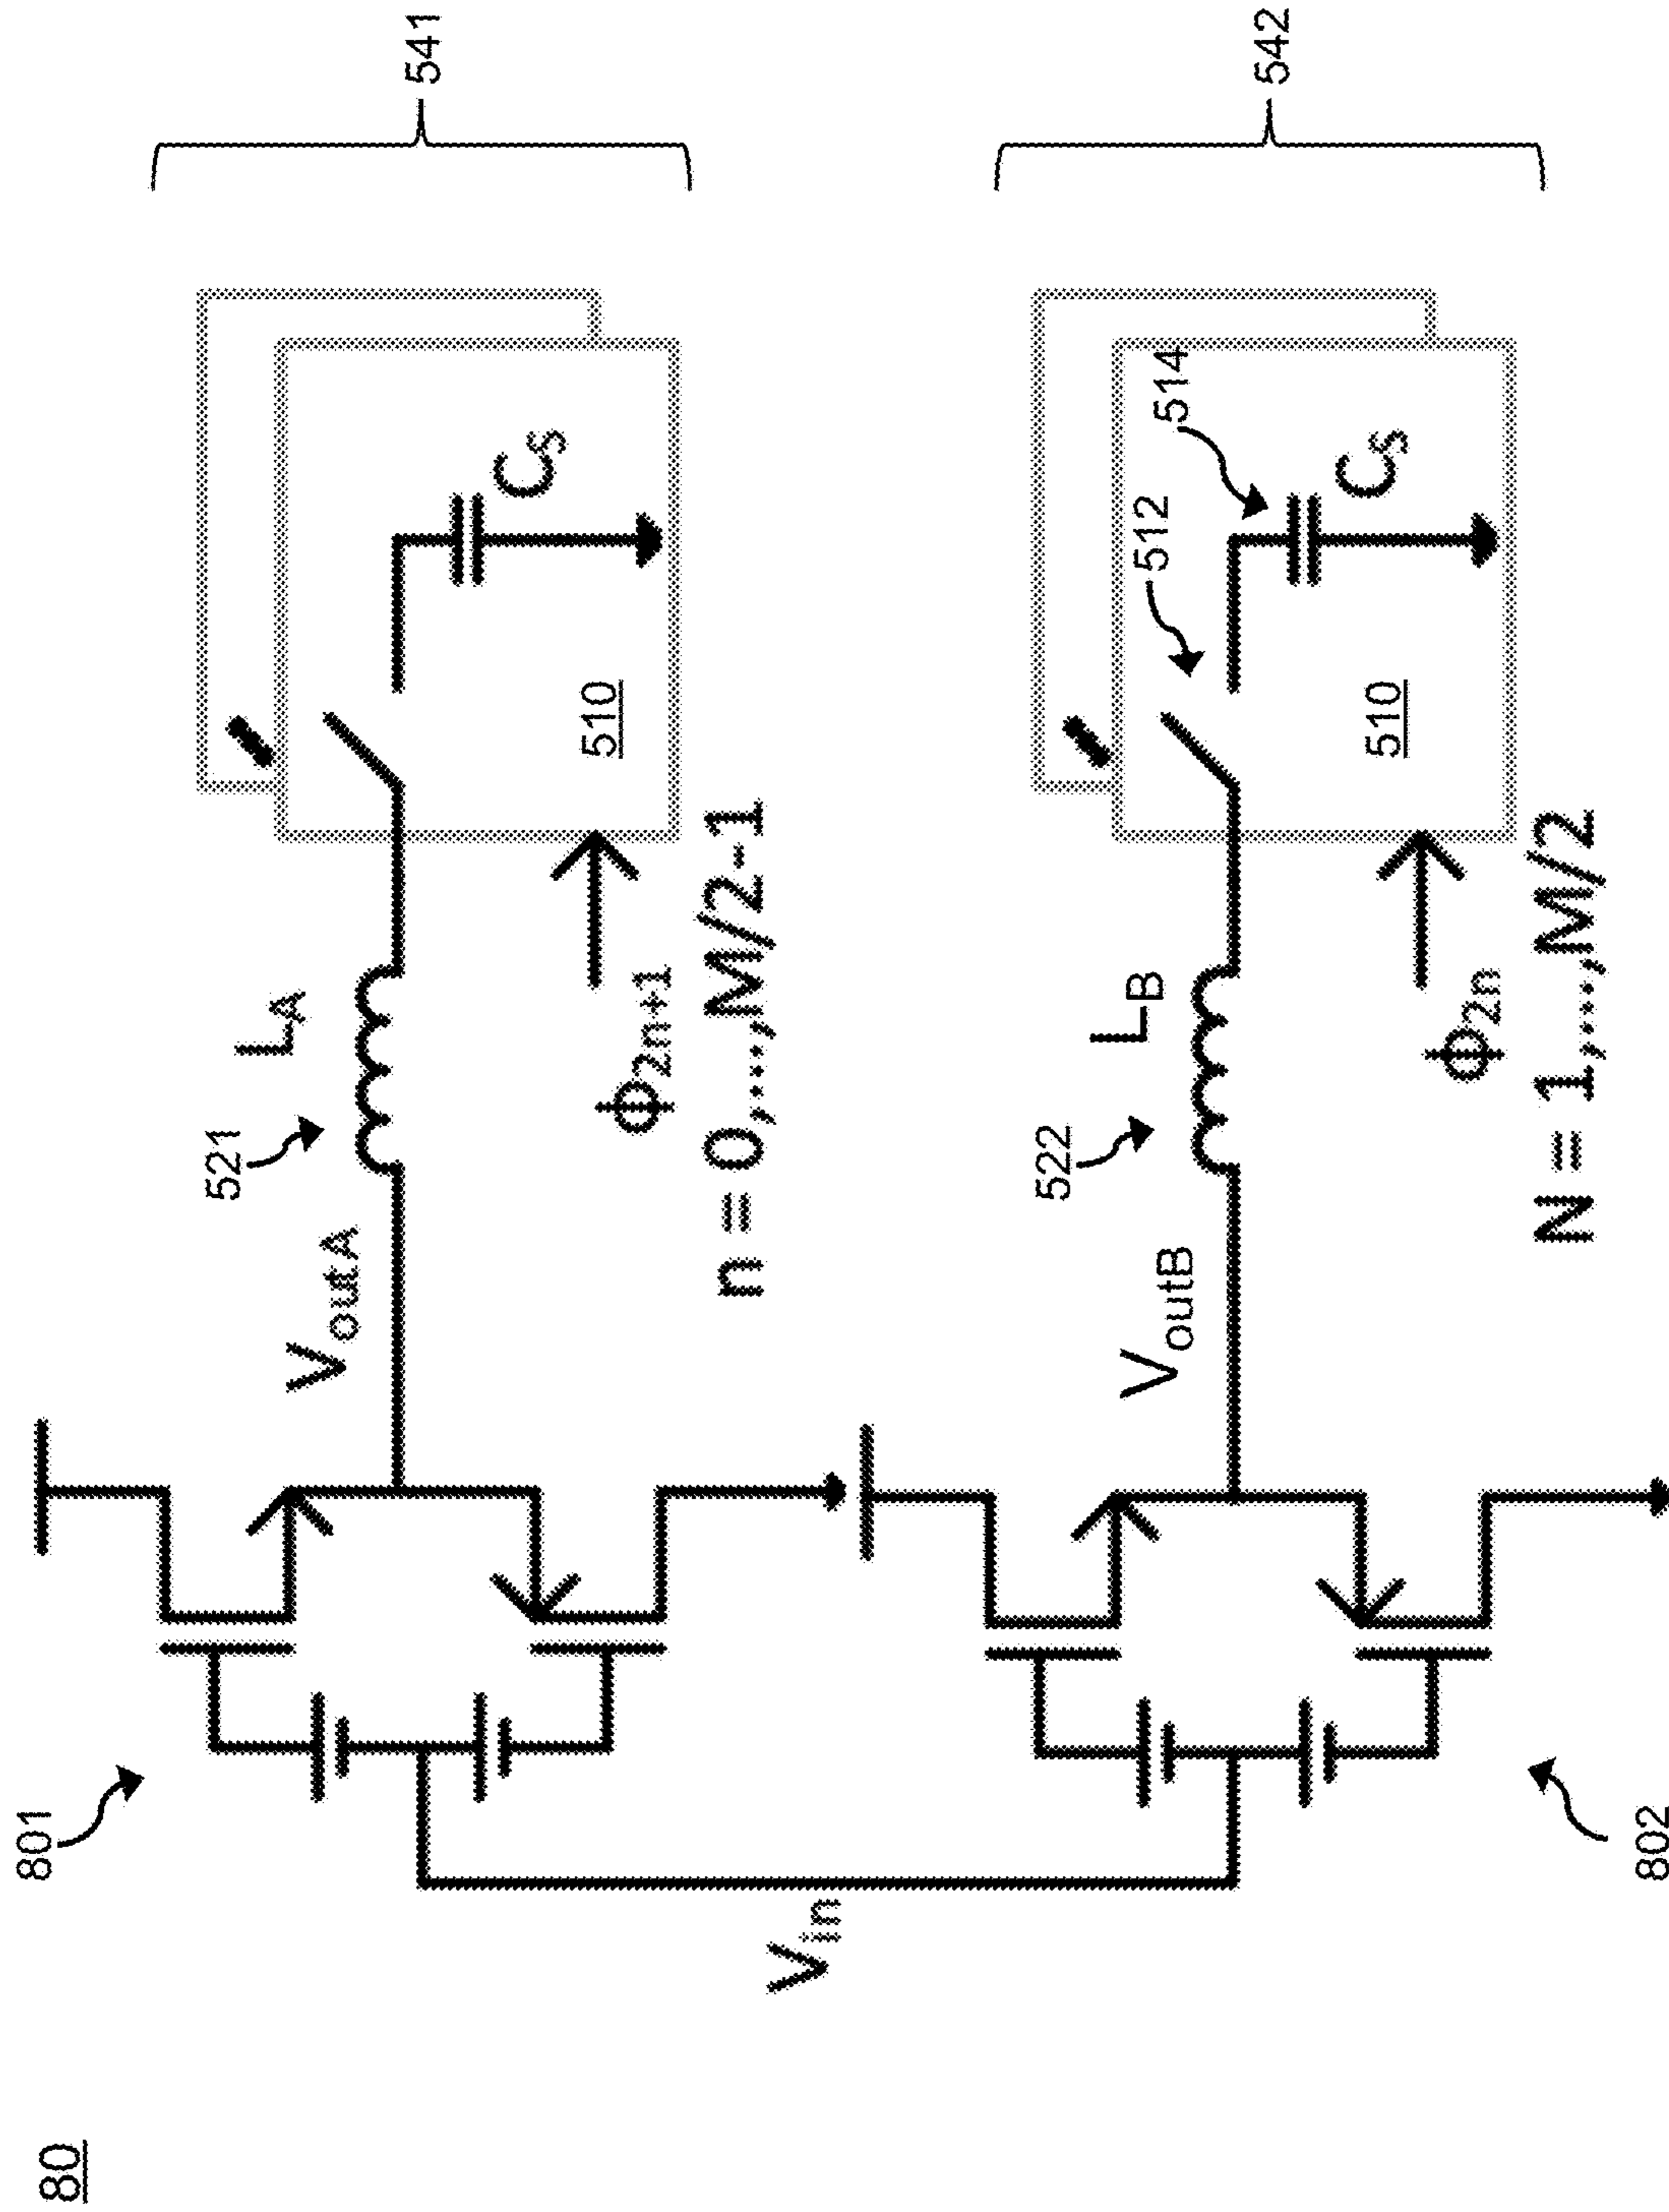 80
801
V_in
802
V_outA
521
L_A
Φ_2n+1
n = 0,...,M/2-1
510
C_S
541
V_outB
522
L_B
Φ_2n
N = 1,...,M/2
510
512
514
C_S
542